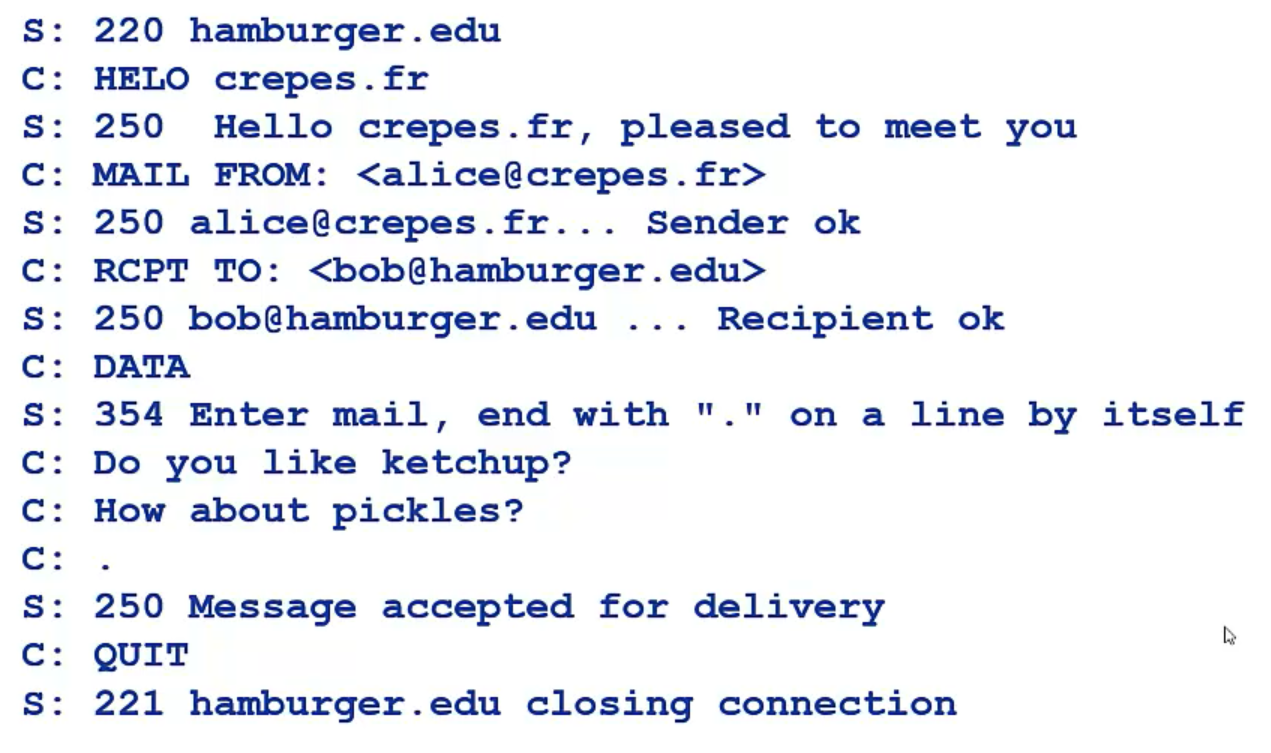 S: 220 hamburger.edu
C: HELO crepes.fr
S: 250  Hello crepes.fr, pleased to meet you
C: MAIL FROM: <alice@crepes.fr>
S: 250 alice@crepes.fr... Sender ok
C: RCPT TO: <bob@hamburger.edu>
S: 250 bob@hamburger.edu ... Recipient ok
C: DATA
S: 354 Enter mail, end with "." on a line by itself
C: Do you like ketchup?
C: How about pickles?
C: .
S: 250 Message accepted for delivery
C: QUIT
S: 221 hamburger.edu closing connection